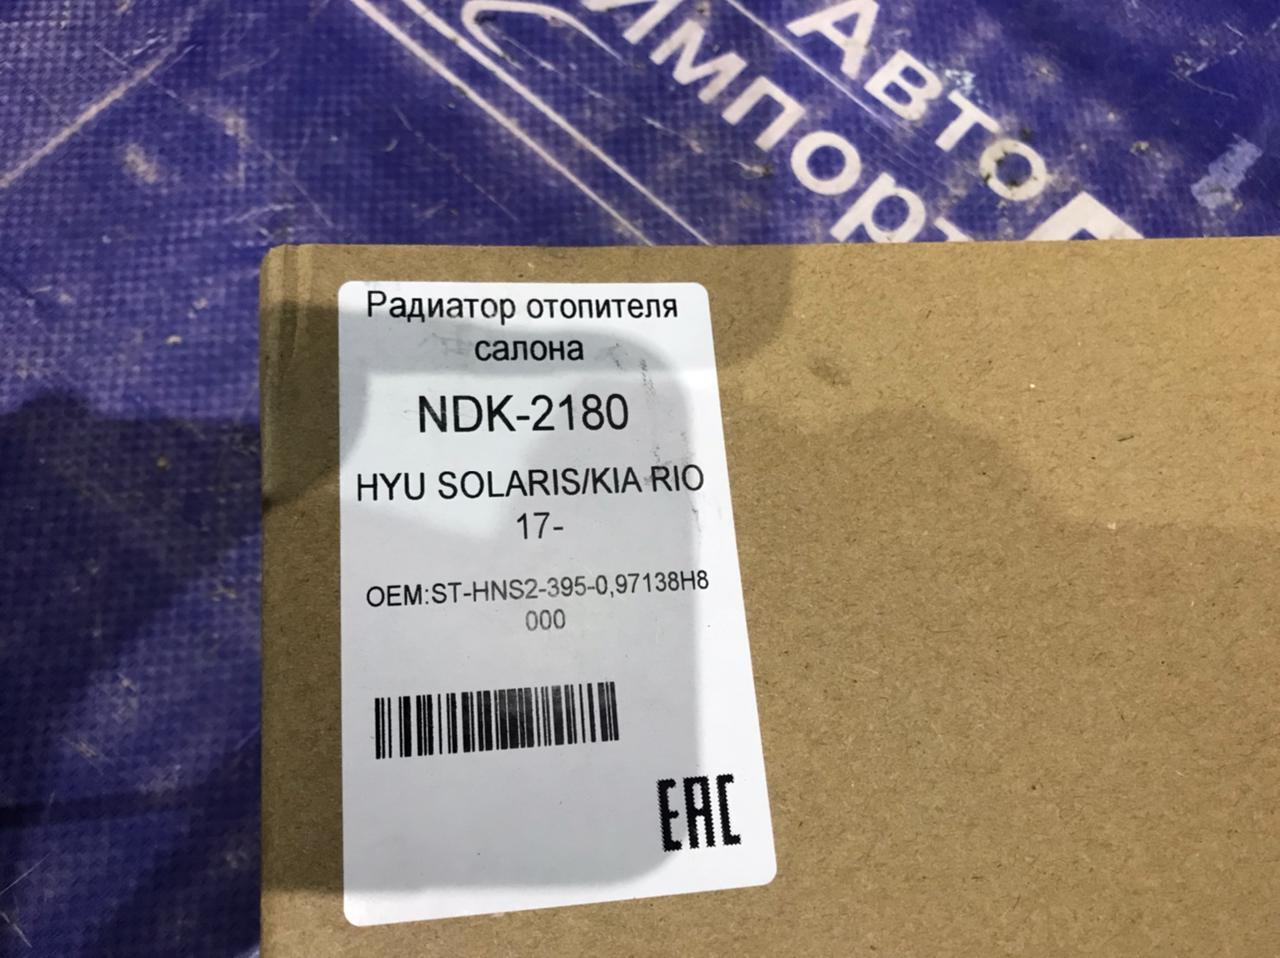 Авто
Импорт
Радиатор отопителя
салона
NDK-2180
HYU SOLARIS/KIA RIO
17-
OEM:ST-HNS2-395-0,97138H8
000
EAC